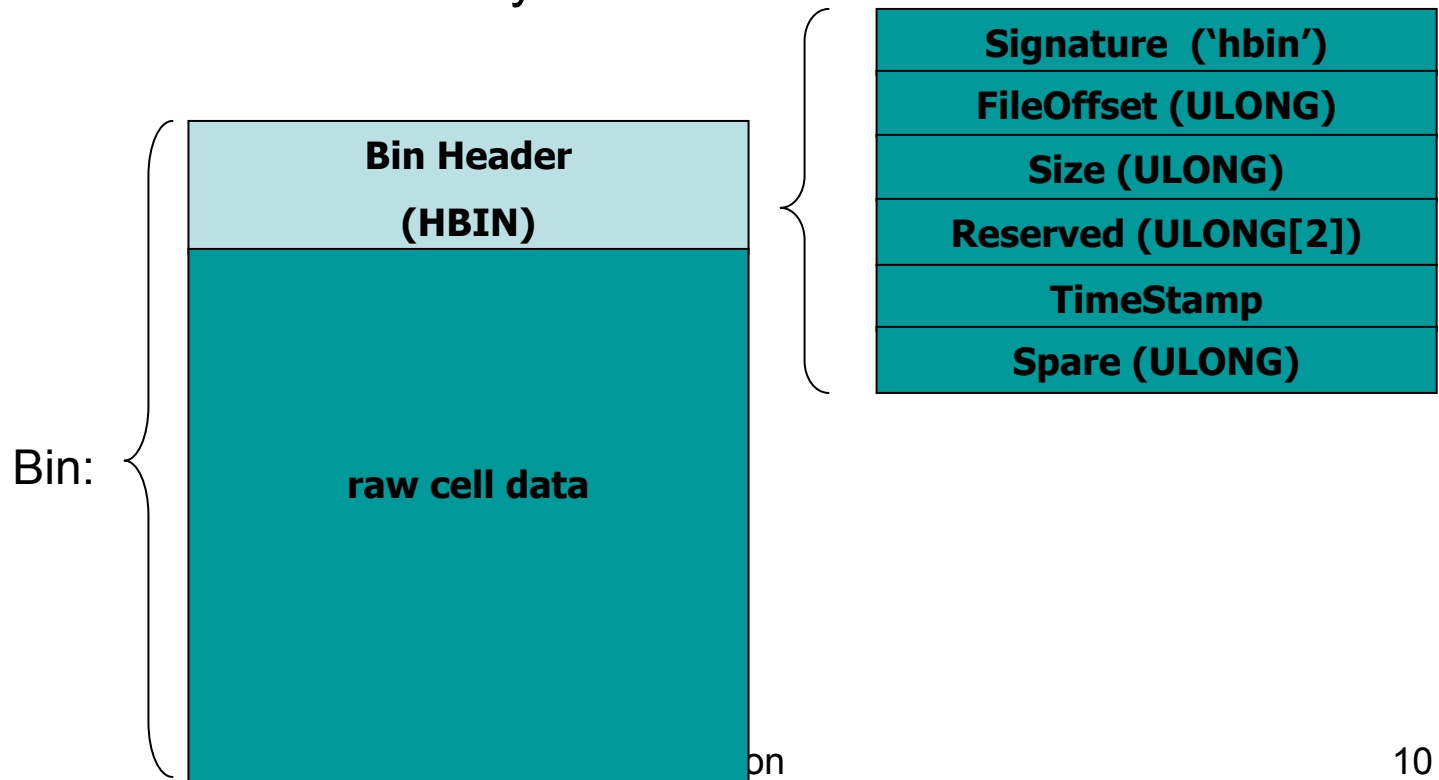 Signature (‘hbin’)
FileOffset (ULONG)
Size (ULONG)
Reserved (ULONG[2])
TimeStamp
Spare (ULONG)
Bin Header
(HBIN)
Bin:
raw cell data
10